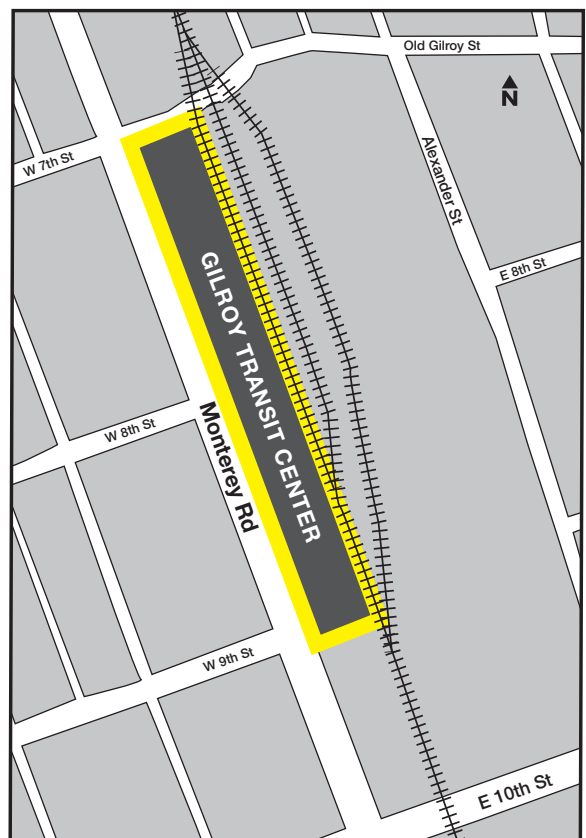 Old Gilroy St
N
W 7th St
Alexander St
E 8th St
GILROY TRANSIT CENTER
W 8th St
Monterey Rd
W 9th St
E 10th St